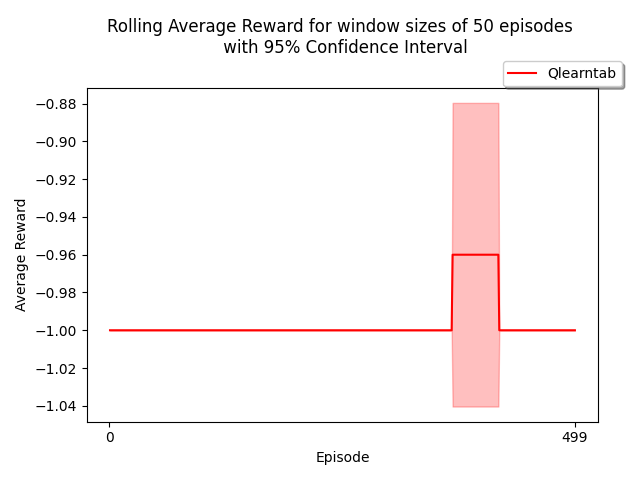 Rolling Average Reward for window sizes of 50 episodes
with 95% Confidence Interval
Qlearntab
−0.88
−0.90
−0.92
−0.94
−0.96
−0.98
−1.00
−1.02
−1.04
Average Reward
0
499
Episode